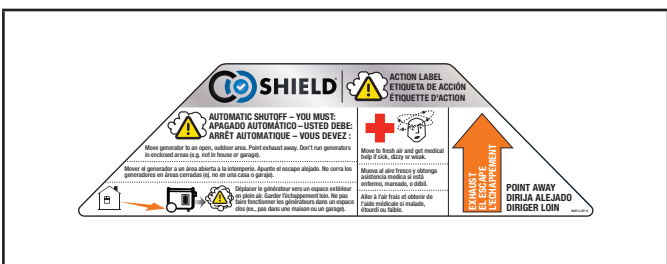 CO SHIELD
ACTION LABEL
ETIQUETA DE ACCIÓN
ÉTIQUETTE D'ACTION
AUTOMATIC SHUTOFF – YOU MUST:
APAGADO AUTOMÁTICO – USTED DEBE:
ARRÊT AUTOMATIQUE – VOUS DEVEZ :
Move generator to an open, outdoor area. Point exhaust away. Don't run generators
in enclosed areas (e.g. not in house or garage).
Mover el generador a un área abierta a la intemperie. Apunte el escape alejado. No corra los
generadores en áreas cerradas (ej. no en una casa o garaje).
Déplacer le générateur vers un espace extérieur
en plein air. Garder l'échappement loin. Ne pas
faire fonctionner les générateurs dans un espace
clos (ex., pas dans une maison ou un garage).
Move to fresh air and get medical
help if sick, dizzy or weak.
Mueva al aire fresco y obtenga
asistencia medica si está
enfermo, mareado, o débil.
Aller à l'air frais et obtenir de
l'aide médicale si malade,
étourdi ou faible.
EXHAUST
EL ESCAPE
L'ÉCHAPPEMENT
POINT AWAY
DIRIJA ALEJADO
DIRIGER LOIN